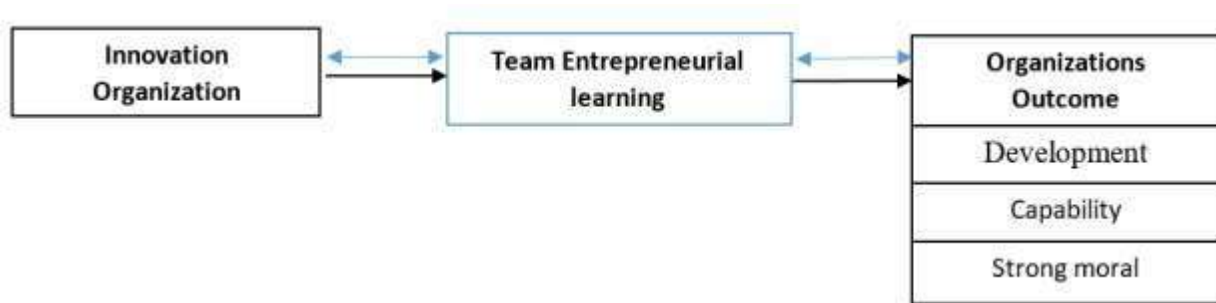 Innovation
Organization
Team Entrepreneurial
learning
Organizations
Outcome
Development
Capability
Strong moral